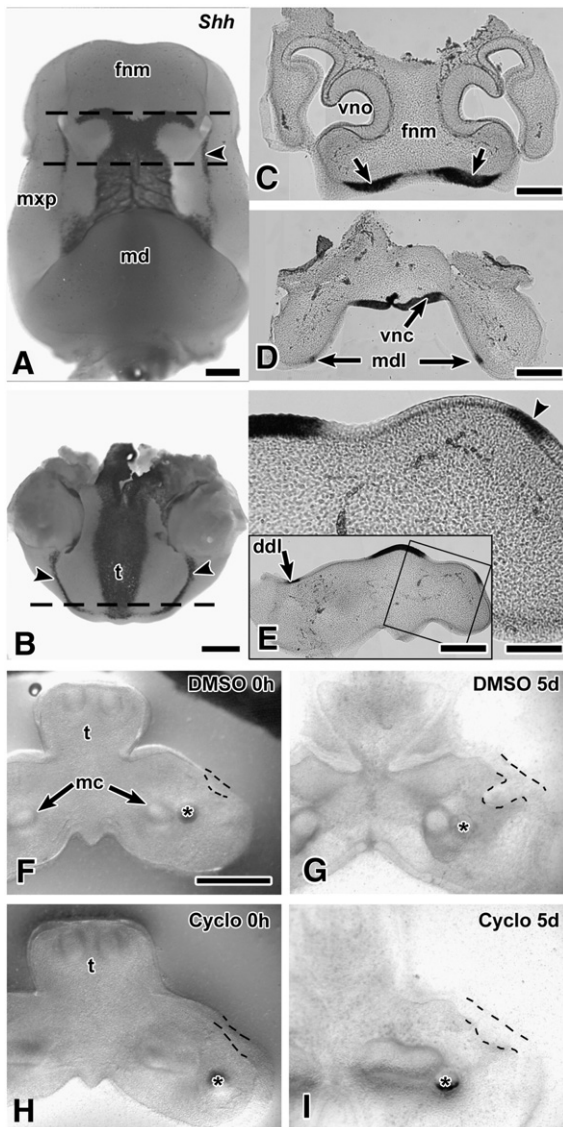 Shh
fnm
mxp
md
A
vno
fnm
C
vnc
mdl
D
t
B
ddl
E
DMSO 0h
t
mc
*
F
DMSO 5d
*
G
Cyclo 0h
t
*
H
Cyclo 5d
*
I